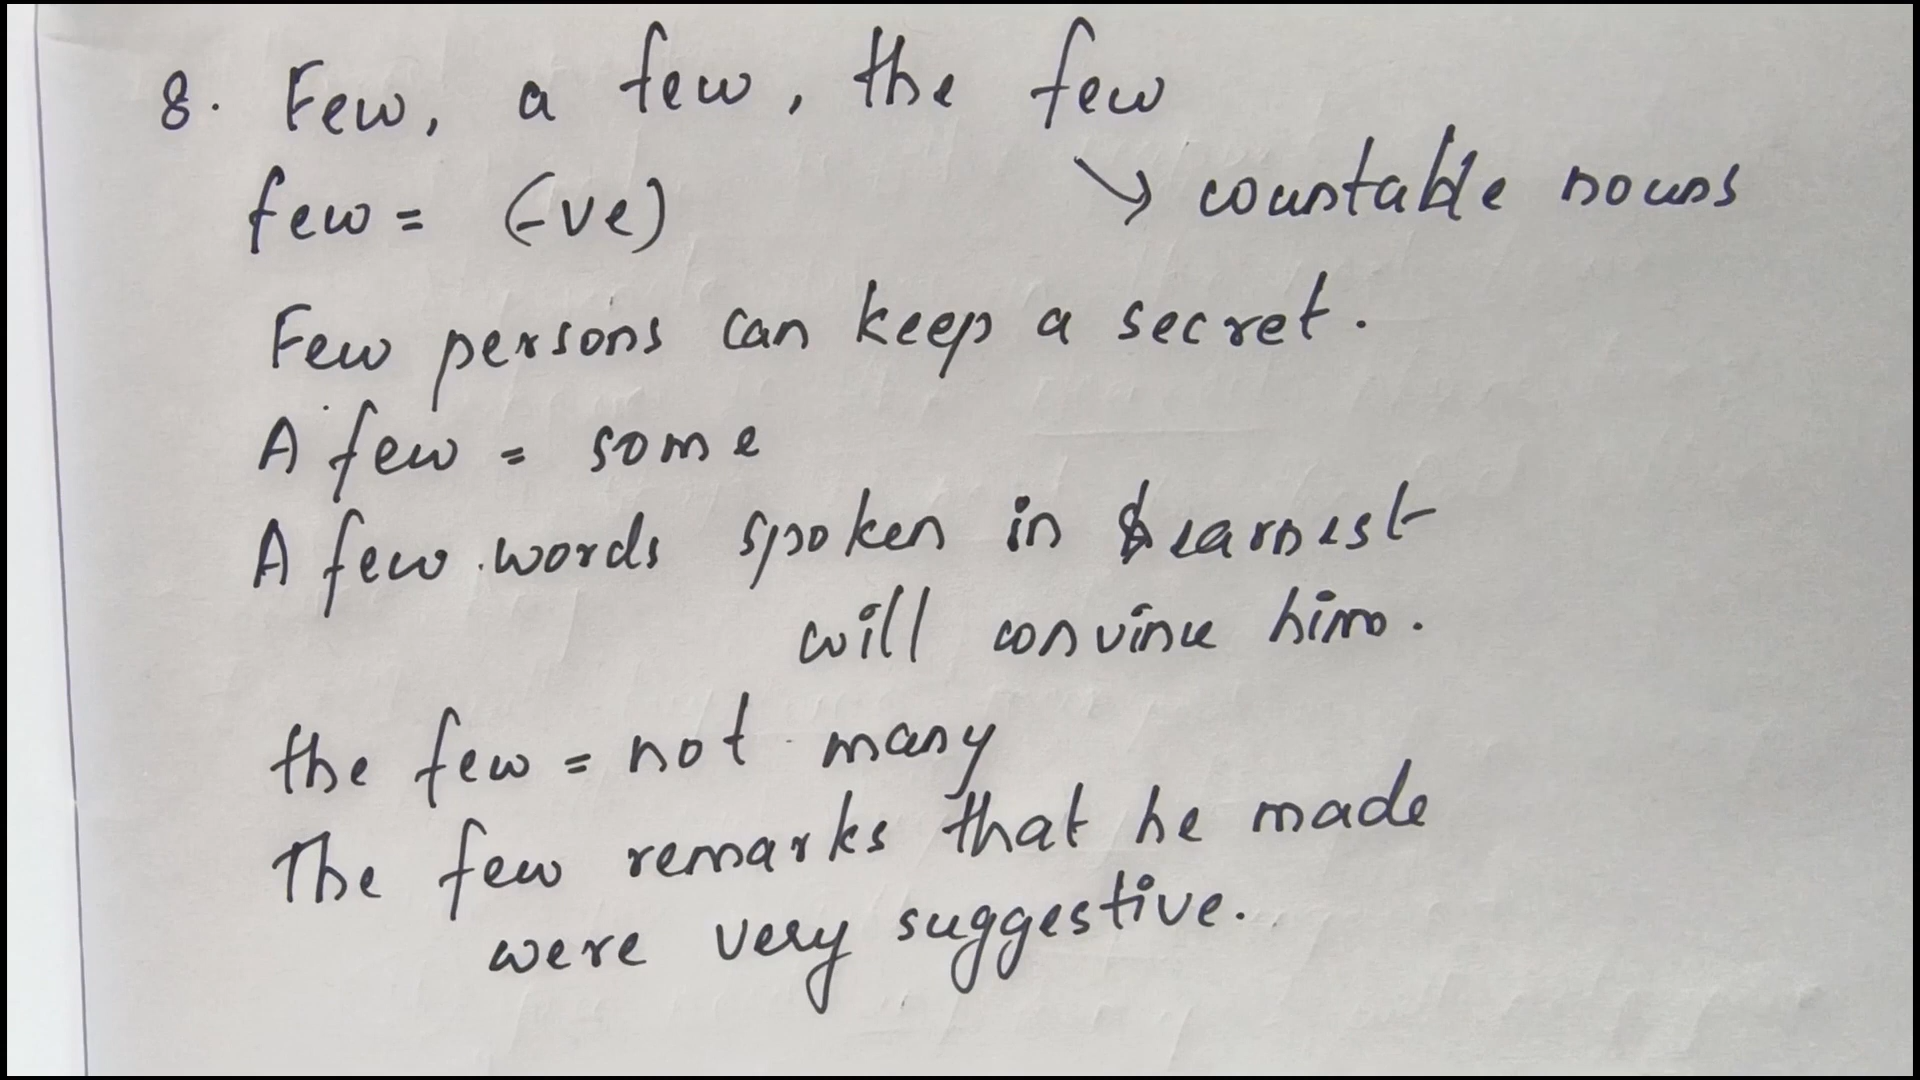 8. Few, a few, the few
↘ countable nouns
few = (-ve)
Few persons can keep a secret.
A few = some
A few words spoken in earnest
will convince him.
the few = not many
The few remarks that he made
were very suggestive.